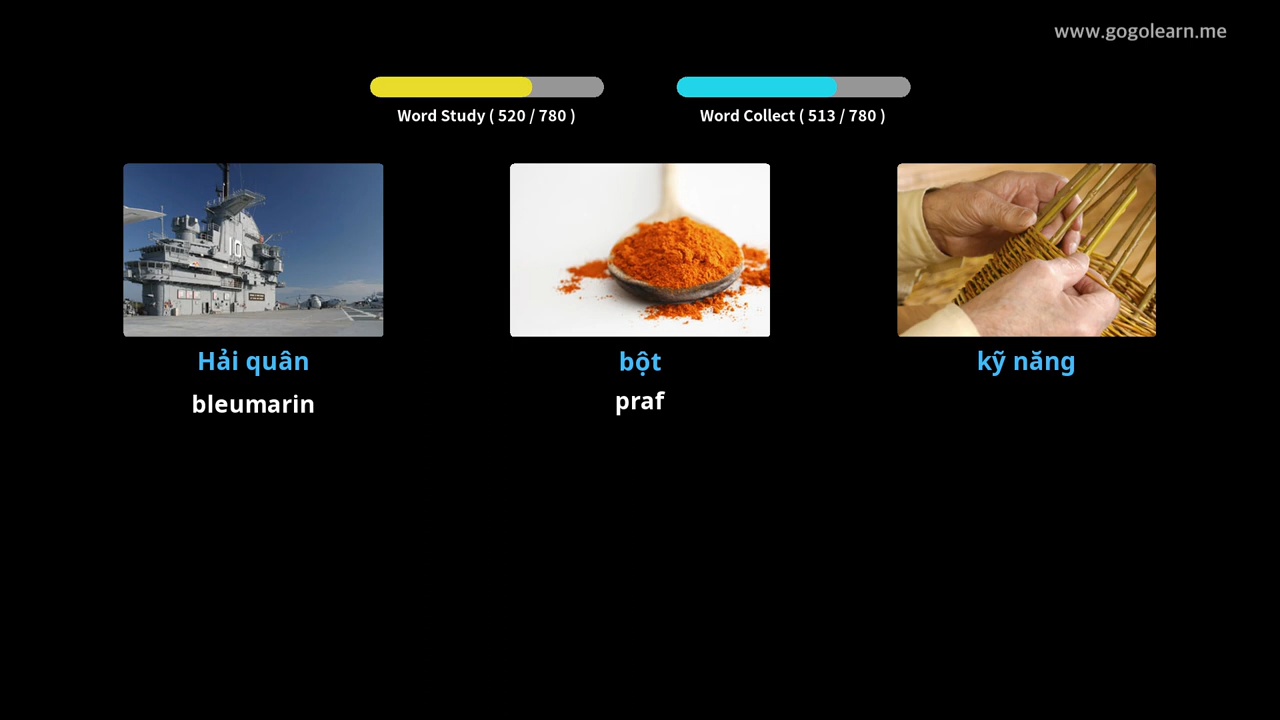 www.gogolearn.me
Word Study ( 520 / 780 )
Word Collect ( 513 / 780 )
Hải quân
bột
kỹ năng
bleumarin
praf